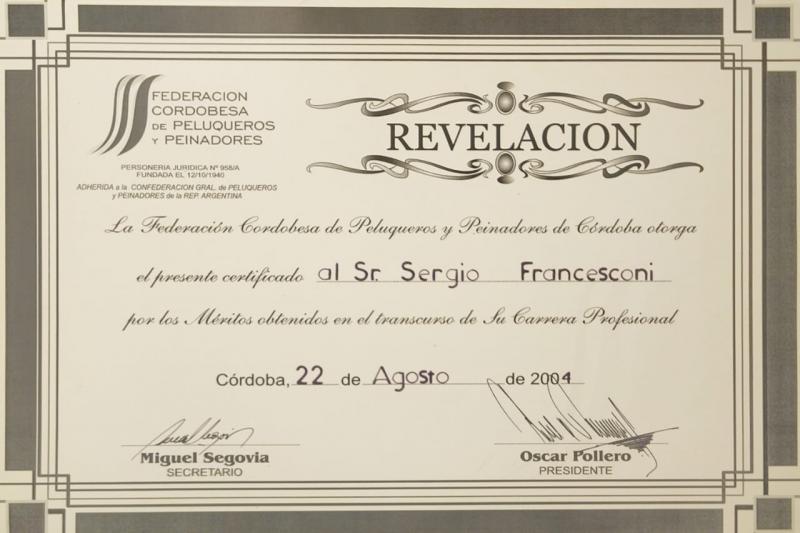 FEDERACION
CORDOBESA
DE PELUQUEROS
Y PEINADORES
PERSONERIA JURIDICA Nº 958/A
FUNDADA EL 12/10/1940
ADHERIDA a la CONFEDERACION GRAL. de PELUQUEROS
y PEINADORES de la REP. ARGENTINA
REVELACION
La Federación Cordobesa de Peluqueros y Peinadores de Córdoba otorga
el presente certificado al Sr. Sergio Francesconi
por los Méritos obtenidos en el transcurso de Su Carrera Profesional
Córdoba, 22 de Agosto de 2004
Miguel Segovia
SECRETARIO
Oscar Pollero
PRESIDENTE